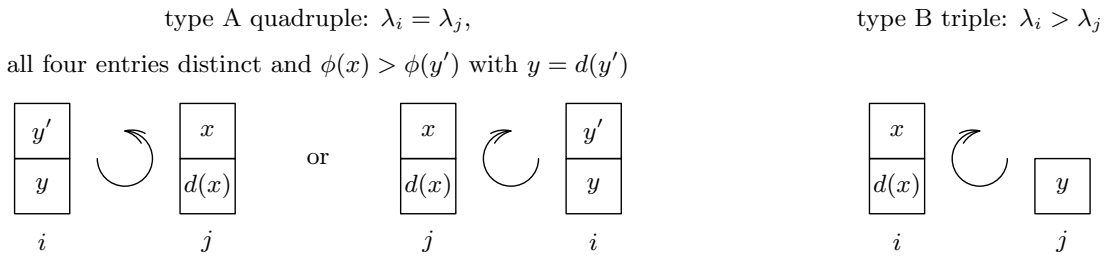 type A quadruple: λ_i = λ_j,
type B triple: λ_i > λ_j
all four entries distinct and ϕ(x) > ϕ(y′) with y = d(y′)
y′ x or x y′ x
y d(x) d(x) y d(x) y
i j j i i j